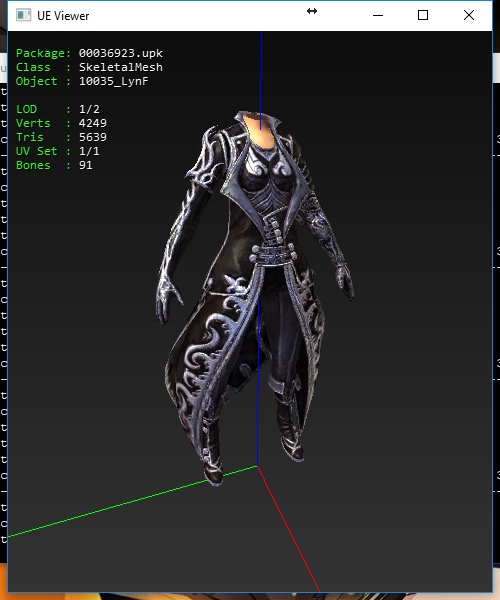 UE Viewer
Package: 00036923.upk
Class : SkeletalMesh
Object : 10035_LynF
LOD : 1/2
Verts : 4249
Tris : 5639
UV Set : 1/1
Bones : 91